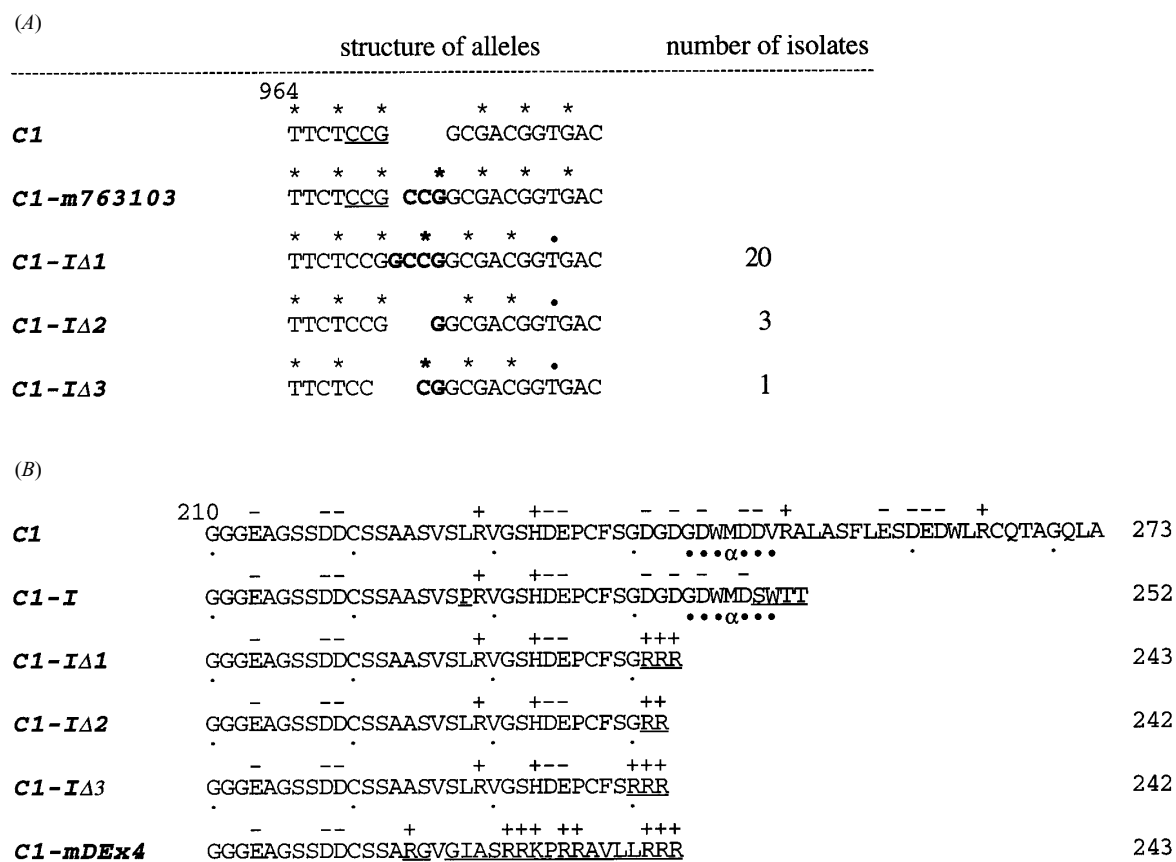 (A)
structure of alleles number of isolates
964
* * * * * *
C1 TTCTCCG GCGACGGTGAC
* * * * * * *
C1-m763103 TTCTCCG CCGGCGACGGTGAC
* * * * * * •
C1-IΔ1 TTCTCCGGCCGGCGACGGTGAC 20
* * * * * •
C1-IΔ2 TTCTCCG GGCGACGGTGAC 3
* * * * * •
C1-IΔ3 TTCTCC CGGCGACGGTGAC 1
(B)
210 - -- + +-- - - - -- + - -- +
C1 GGGEAGSSDDCSSAASVSLRVGSHDEPCFSGDGDGDWMDDVRALASFLESDEDWLRCQTAGQLA 273
. . . . •••α••• . .
- -- + +-- - - - -
C1-I GGGEAGSSDDCSSAASVSPRVGSHDEPCFSGDGDGDWMDSWTT 252
. . . . •••α•••
- -- + +-- +++
C1-IΔ1 GGGEAGSSDDCSSAASVSLRVGSHDEPCFSGRRR 243
. . . .
- -- + +-- ++
C1-IΔ2 GGGEAGSSDDCSSAASVSLRVGSHDEPCFSGRR 242
. . . .
- -- + +-- +++
C1-IΔ3 GGGEAGSSDDCSSAASVSLRVGSHDEPCFSRRR 242
. . . .
- -- + +++ ++ +++
C1-mDEx4 GGGEAGSSDDCSSARGVGIASRRKPRRAVLLRRR 243